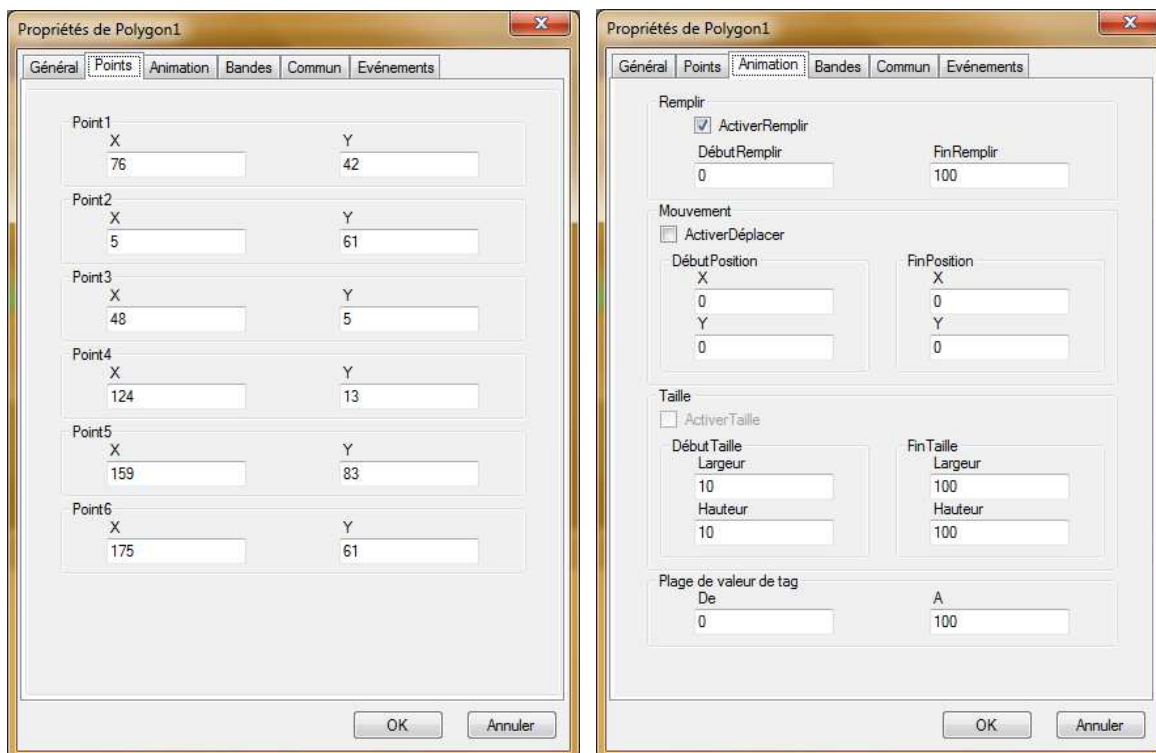 Propriétés de Polygon1
Général Points Animation Bandes Commun Evénements
Point1
X Y
76 42
Point2
X Y
5 61
Point3
X Y
48 5
Point4
X Y
124 13
Point5
X Y
159 83
Point6
X Y
175 61
OK Annuler
Propriétés de Polygon1
Général Points Animation Bandes Commun Evénements
Remplir
ActiverRemplir
DébutRemplir FinRemplir
0 100
Mouvement
ActiverDéplacer
DébutPosition FinPosition
X X
0 0
Y Y
0 0
Taille
ActiverTaille
DébutTaille FinTaille
Largeur Largeur
10 100
Hauteur Hauteur
10 100
Plage de valeur de tag
De A
0 100
OK Annuler